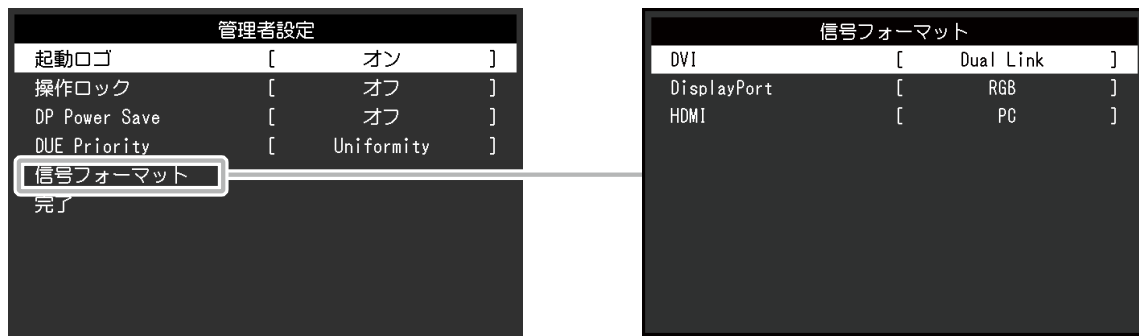 管理者設定
起動ロゴ [ オン ]
操作ロック [ オフ ]
DP Power Save [ オフ ]
DUE Priority [ Uniformity ]
信号フォーマット
完了
信号フォーマット
DVI [ Dual Link ]
DisplayPort [ RGB ]
HDMI [ PC ]